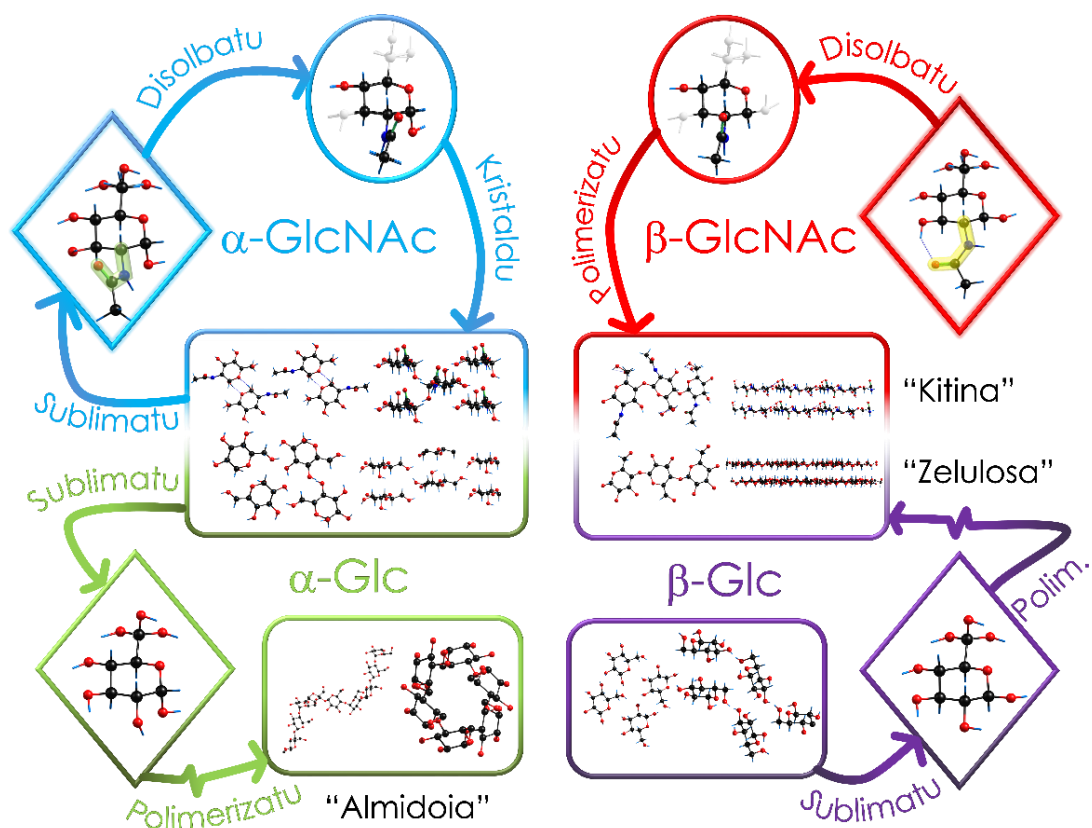 Disolbatu
Disolbatu
Kristaldu
Polimerizatu
α-GlcNAc
β-GlcNAc
Sublimatu
"Kitina"
"Zelulosa"
Sublimatu
α-Glc
β-Glc
Polim.
Polimerizatu
"Almidoia"
Sublimatu